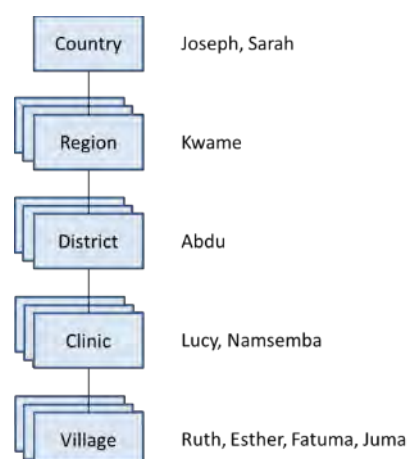 Country Joseph, Sarah
Region Kwame
District Abdu
Clinic Lucy, Namsemba
Village Ruth, Esther, Fatuma, Juma